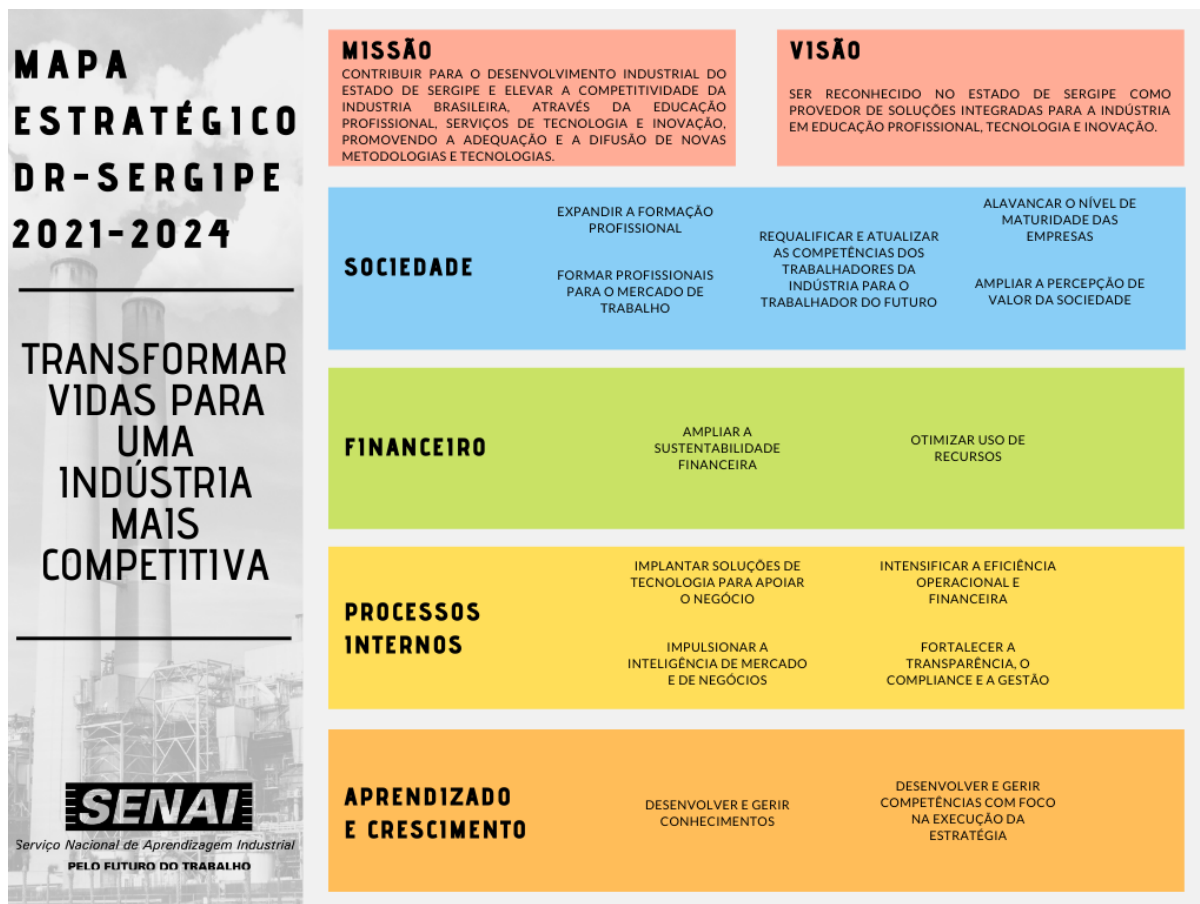 MAPA
ESTRATÉGICO
DR-SERGIPE
2021-2024
TRANSFORMAR
VIDAS PARA
UMA
INDÚSTRIA
MAIS
COMPETITIVA
SENAI
Serviço Nacional de Aprendizagem Industrial
PELO FUTURO DO TRABALHO
MISSÃO
CONTRIBUIR PARA O DESENVOLVIMENTO INDUSTRIAL DO
ESTADO DE SERGIPE E ELEVAR A COMPETITIVIDADE DA
INDUSTRIA BRASILEIRA, ATRAVÉS DA EDUCAÇÃO
PROFISSIONAL, SERVIÇOS DE TECNOLOGIA E INOVAÇÃO,
PROMOVENDO A ADEQUAÇÃO E A DIFUSÃO DE NOVAS
METODOLOGIAS E TECNOLOGIAS.
VISÃO
SER RECONHECIDO NO ESTADO DE SERGIPE COMO
PROVEDOR DE SOLUÇÕES INTEGRADAS PARA A INDÚSTRIA
EM EDUCAÇÃO PROFISSIONAL, TECNOLOGIA E INOVAÇÃO.
SOCIEDADE
EXPANDIR A FORMAÇÃO
PROFISSIONAL
FORMAR PROFISSIONAIS
PARA O MERCADO DE
TRABALHO
REQUALIFICAR E ATUALIZAR
AS COMPETÊNCIAS DOS
TRABALHADORES DA
INDÚSTRIA PARA O
TRABALHADOR DO FUTURO
ALAVANCAR O NÍVEL DE
MATURIDADE DAS
EMPRESAS
AMPLIAR A PERCEPÇÃO DE
VALOR DA SOCIEDADE
FINANCEIRO
AMPLIAR A
SUSTENTABILIDADE
FINANCEIRA
OTIMIZAR USO DE
RECURSOS
PROCESSOS
INTERNOS
IMPLANTAR SOLUÇÕES DE
TECNOLOGIA PARA APOIAR
O NEGÓCIO
INTENSIFICAR A EFICIÊNCIA
OPERACIONAL E
FINANCEIRA
IMPULSIONAR A
INTELIGÊNCIA DE MERCADO
E DE NEGÓCIOS
FORTALECER A
TRANSPARÊNCIA, O
COMPLIANCE E A GESTÃO
APRENDIZADO
E CRESCIMENTO
DESENVOLVER E GERIR
CONHECIMENTOS
DESENVOLVER E GERIR
COMPETÊNCIAS COM FOCO
NA EXECUÇÃO DA
ESTRATÉGIA